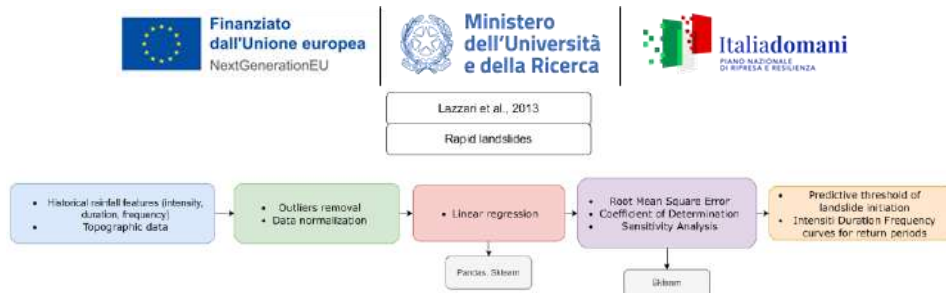 Finanziato
dall'Unione europea
NextGenerationEU
Ministero
dell'Università
e della Ricerca
Italiadomani
PIANO NAZIONALE
DI RIPRESA E RESILIENZA
Lazzari et al., 2013
Rapid landslides
• Historical rainfall features (intensity,
duration, frequency)
• Topographic data
• Outliers removal
• Data normalization
• Linear regression
• Root Mean Square Error
• Coefficient of Determination
• Sensitivity Analysis
• Predictive threshold of
landslide initiation
• Intensiti Duration Frequency
curves for return periods
Pandas, Sklearn
Sklearn